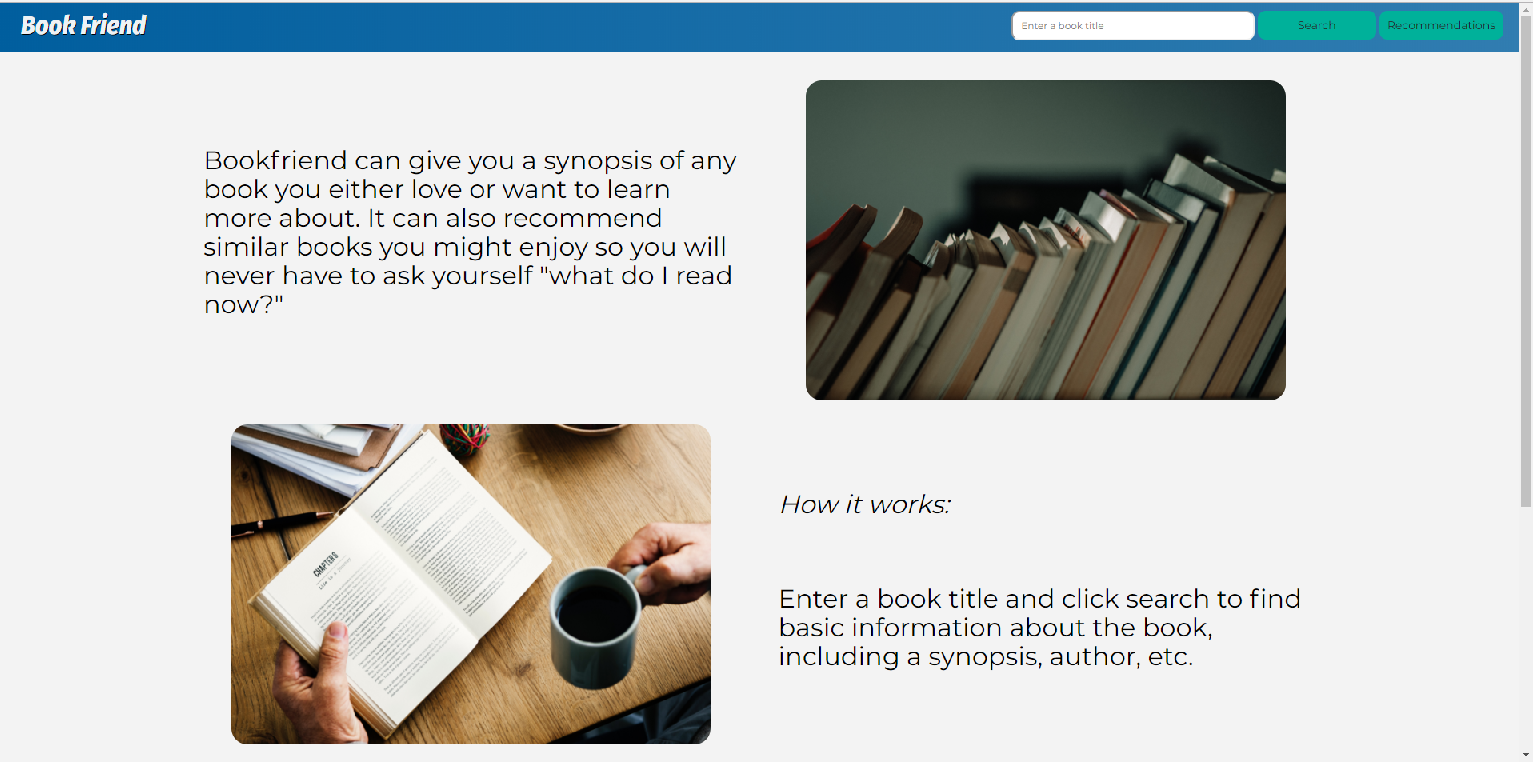 Book Friend
Enter a book title
Search
Recommendations
Bookfriend can give you a synopsis of any
book you either love or want to learn
more about. It can also recommend
similar books you might enjoy so you will
never have to ask yourself "what do I read
now?"
CHAPTER 5
How it works:
Enter a book title and click search to find
basic information about the book,
including a synopsis, author, etc.